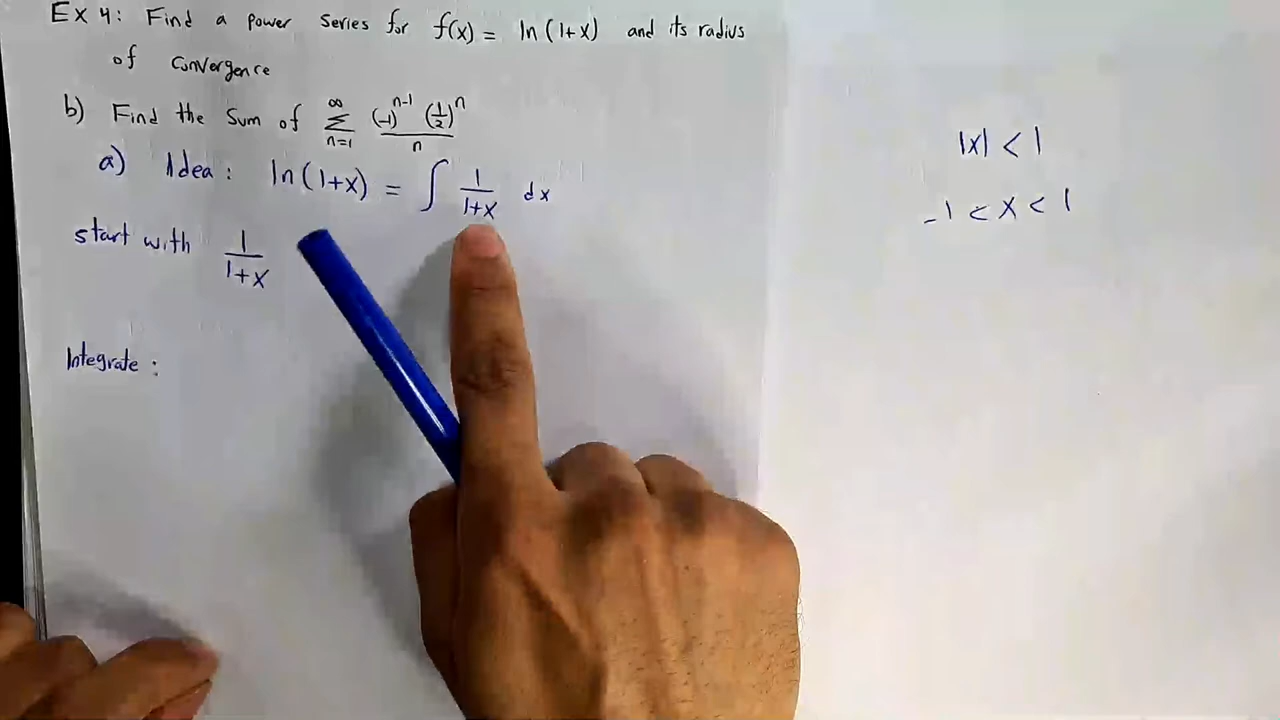 Ex 4: Find a power series for f(x) = ln(1+x) and its radius
of convergence
b) Find the sum of ∑_{n=1}^{∞} (-1)^{n-1} (1/2)^n / n
a) Idea: ln(1+x) = ∫ 1/(1+x) dx
start with 1/(1+x)
Integrate:
|x| < 1
-1 < x < 1